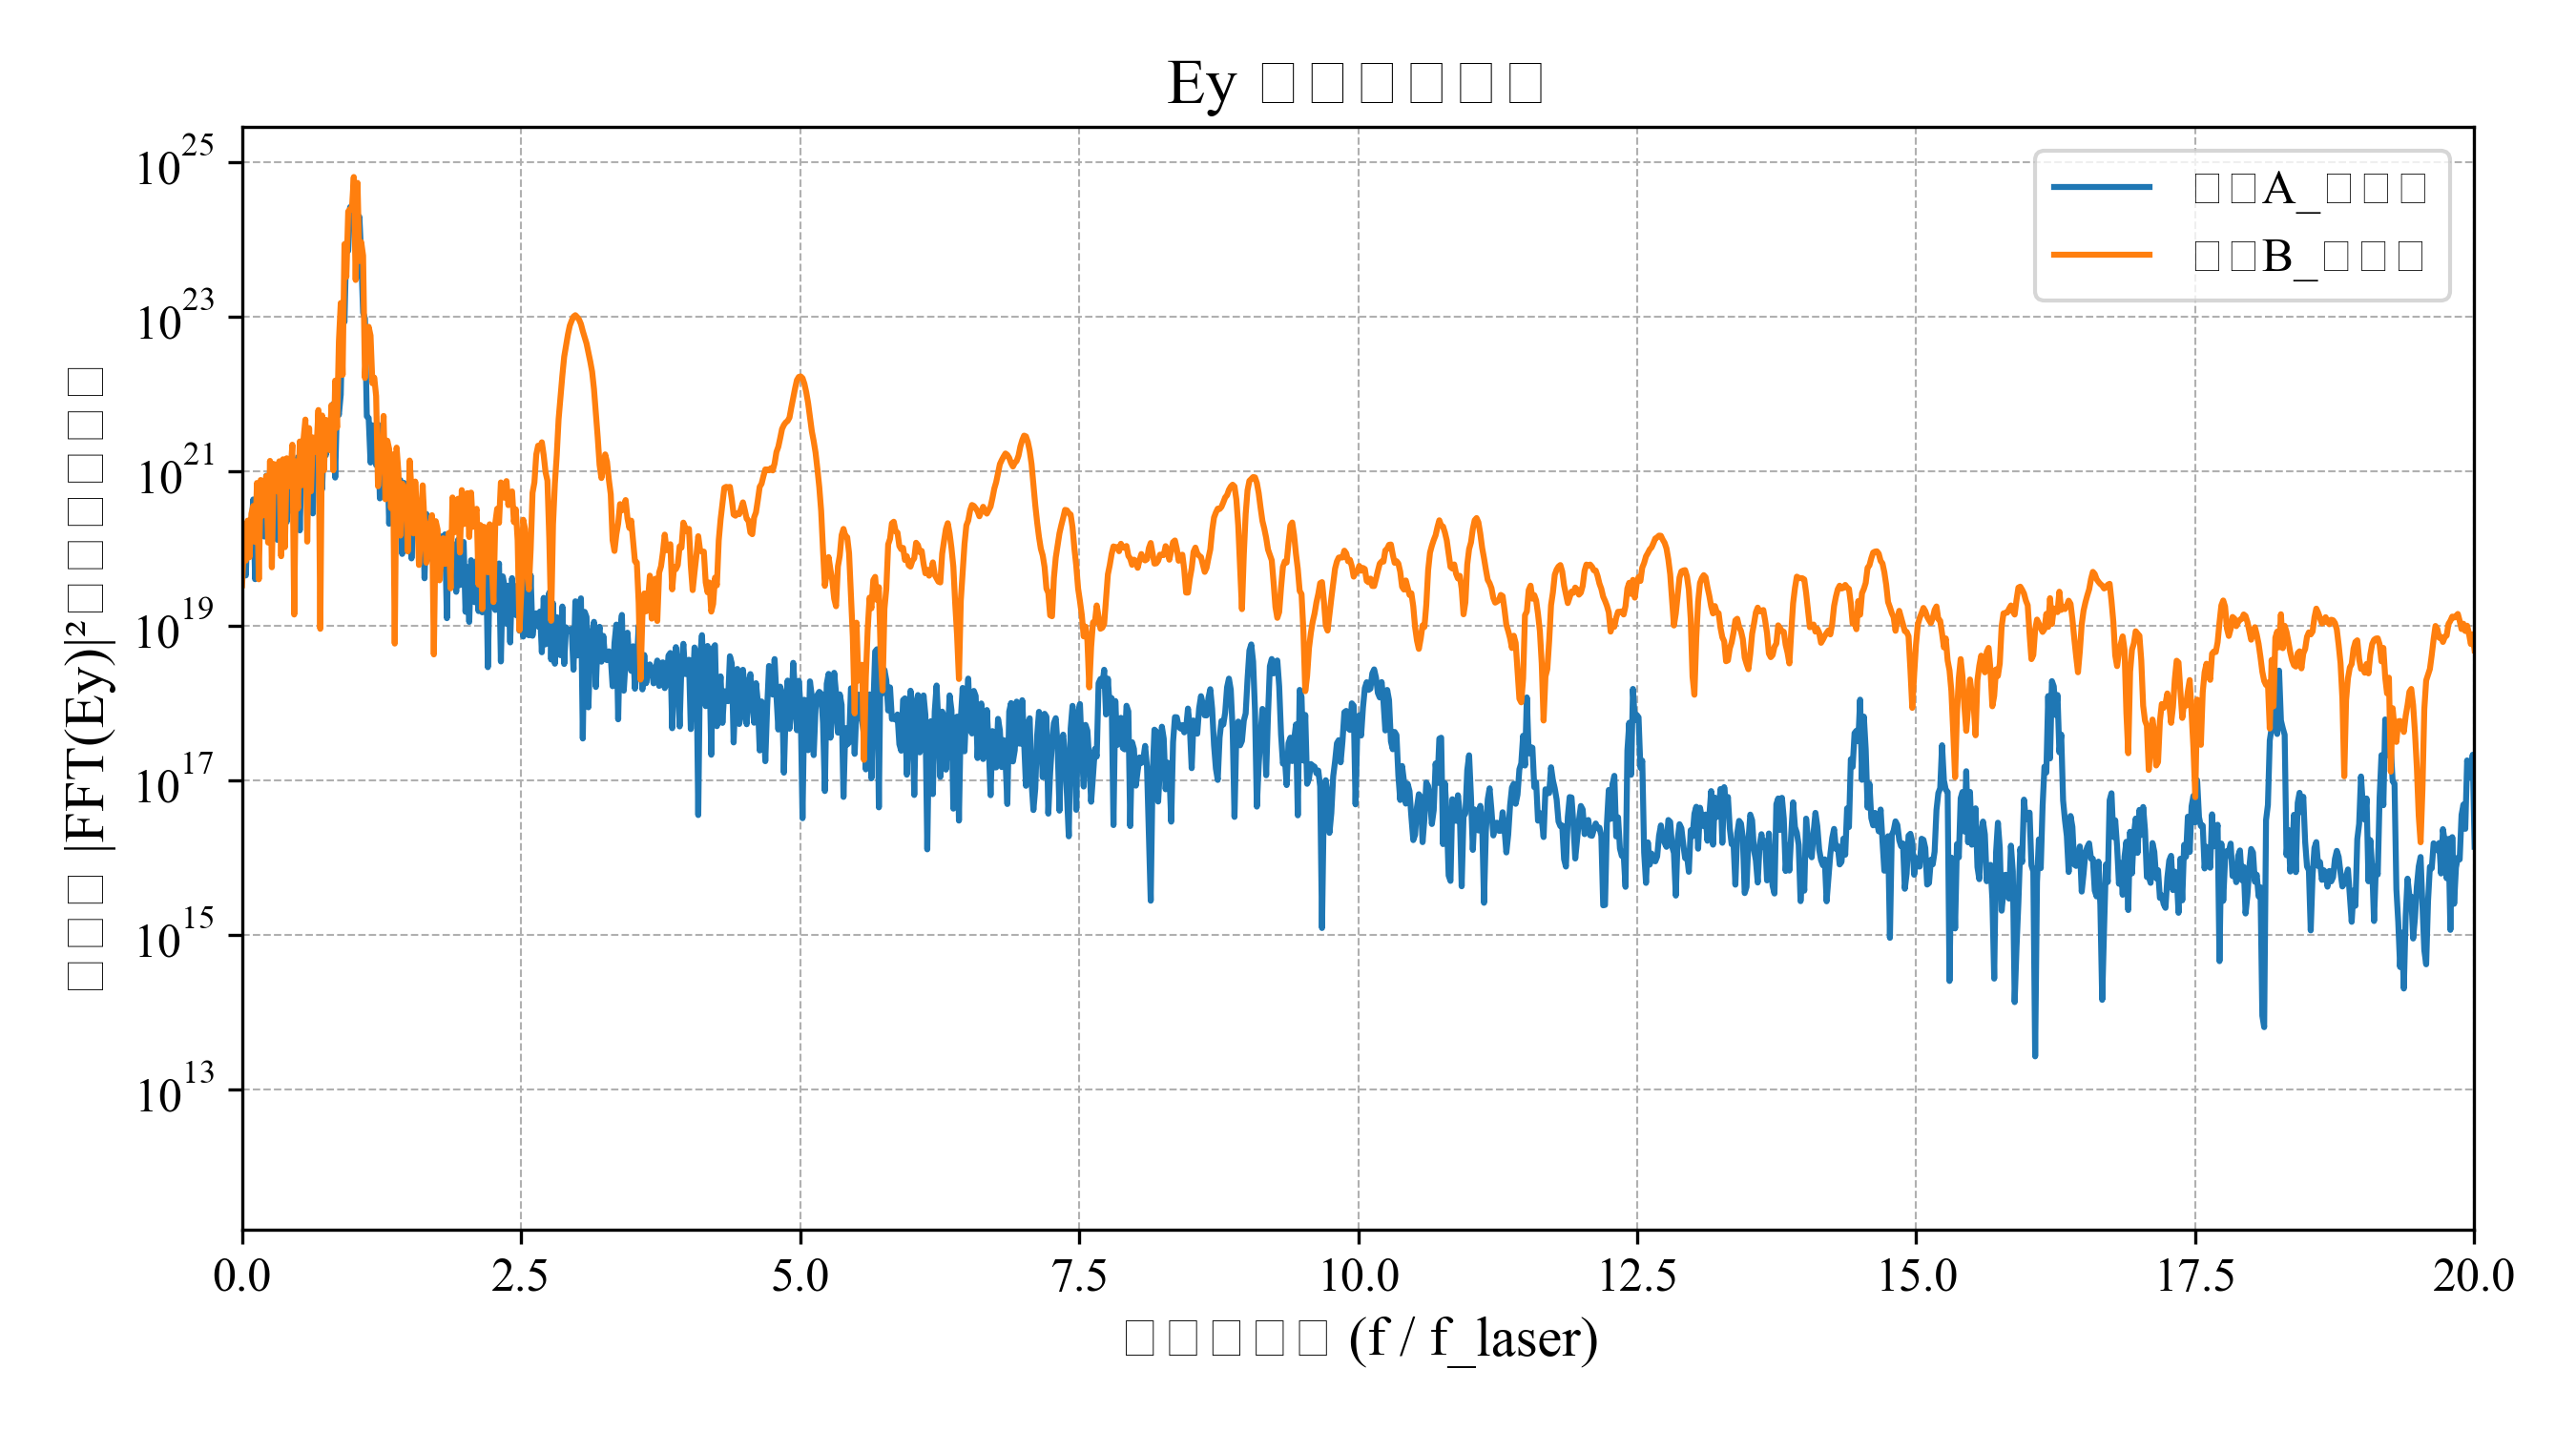 Ey □□□□□□
□□A_□□□
□□B_□□□
10^25
10^23
10^21
10^19
10^17
10^15
10^13
□□□ |FFT(Ey)|² □□□□□□
0.0 2.5 5.0 7.5 10.0 12.5 15.0 17.5 20.0
□□□□□ (f / f_laser)